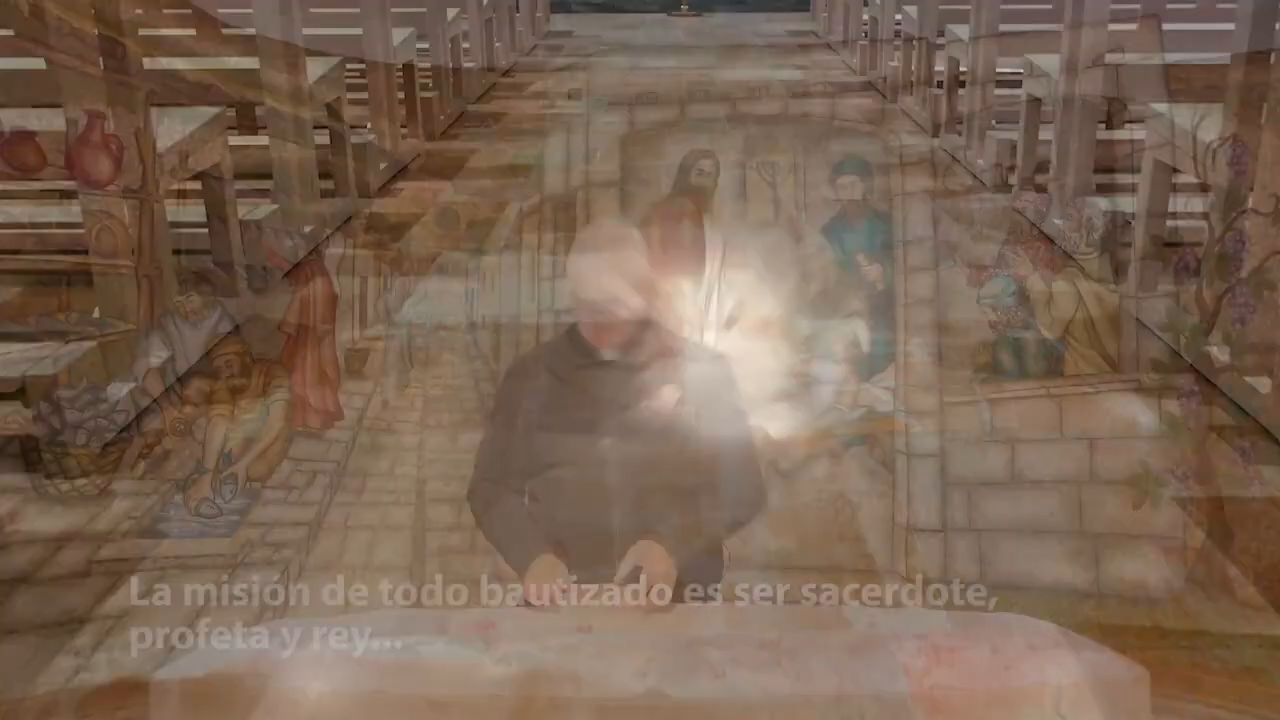 La misión de todo bautizado es ser sacerdote,
profeta y rey...